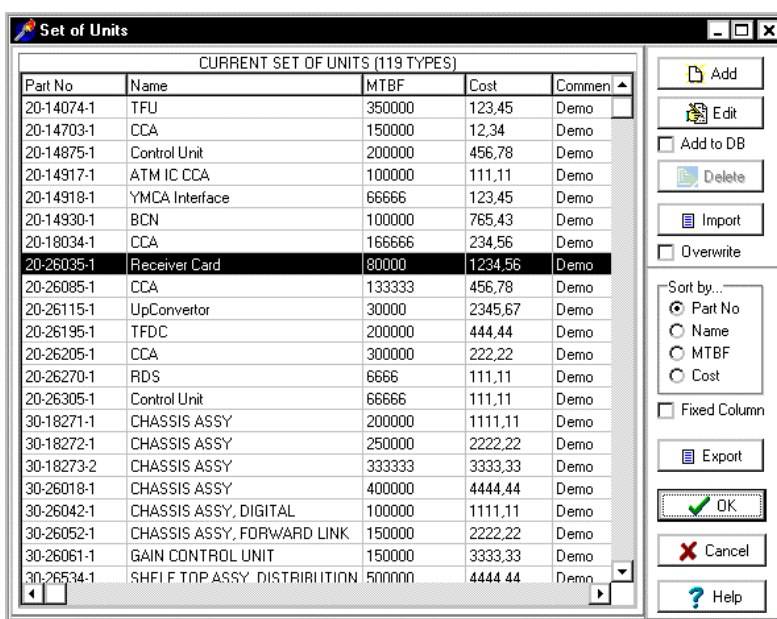 Set of Units
CURRENT SET OF UNITS (119 TYPES)
Part No Name MTBF Cost Commen
20-14074-1 TFU 350000 123,45 Demo
20-14703-1 CCA 150000 12,34 Demo
20-14875-1 Control Unit 200000 456,78 Demo
20-14917-1 ATM IC CCA 100000 111,11 Demo
20-14918-1 YMCA Interface 66666 123,45 Demo
20-14930-1 BCN 100000 765,43 Demo
20-18034-1 CCA 166666 234,56 Demo
20-26035-1 Receiver Card 80000 1234,56 Demo
20-26085-1 CCA 133333 456,78 Demo
20-26115-1 UpConvertor 30000 2345,67 Demo
20-26195-1 TFDC 200000 444,44 Demo
20-26205-1 CCA 300000 222,22 Demo
20-26270-1 RDS 6666 111,11 Demo
20-26305-1 Control Unit 66666 111,11 Demo
30-18271-1 CHASSIS ASSY 200000 1111,11 Demo
30-18272-1 CHASSIS ASSY 250000 2222,22 Demo
30-18273-2 CHASSIS ASSY 333333 3333,33 Demo
30-26018-1 CHASSIS ASSY 400000 4444,44 Demo
30-26042-1 CHASSIS ASSY, DIGITAL 100000 1111,11 Demo
30-26052-1 CHASSIS ASSY, FORWARD LINK 150000 2222,22 Demo
30-26061-1 GAIN CONTROL UNIT 150000 3333,33 Demo
30-26534-1 SHELF TOP ASSY, DISTRIBUTION 500000 4444,44 Demo
Add
Edit
Add to DB
Delete
Import
Overwrite
Sort by...
Part No
Name
MTBF
Cost
Fixed Column
Export
OK
Cancel
Help